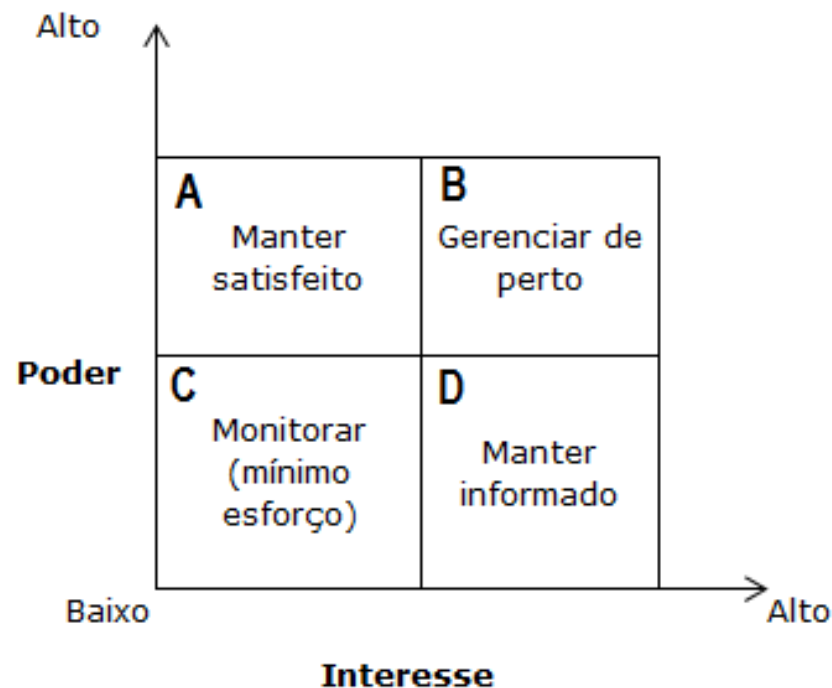 Alto
A
B
Manter
satisfeito
Gerenciar de
perto
Poder
C
D
Monitorar
(mínimo
esforço)
Manter
informado
Baixo
Alto
Interesse